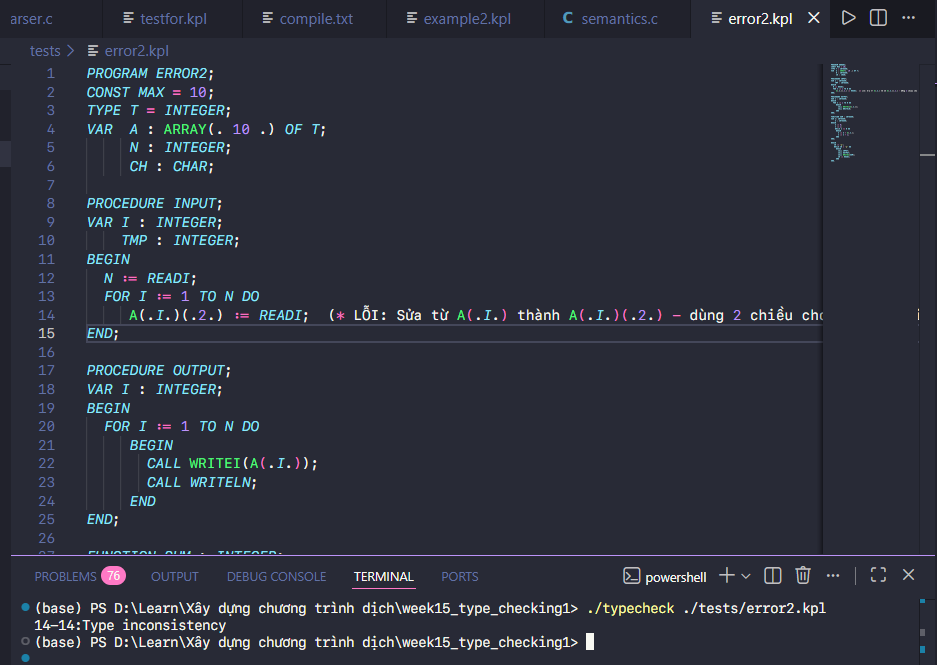 arser.c testfor.kpl compile.txt example2.kpl C semantics.c error2.kpl
tests > error2.kpl
1 PROGRAM ERROR2;
2 CONST MAX = 10;
3 TYPE T = INTEGER;
4 VAR A : ARRAY(. 10 .) OF T;
5 N : INTEGER;
6 CH : CHAR;
7
8 PROCEDURE INPUT;
9 VAR I : INTEGER;
10 TMP : INTEGER;
11 BEGIN
12 N := READI;
13 FOR I := 1 TO N DO
14 A(.I.)(.2.) := READI; (* LỖI: Sửa từ A(.I.) thành A(.I.)(.2.) - dùng 2 chiều
15 END;
16
17 PROCEDURE OUTPUT;
18 VAR I : INTEGER;
19 BEGIN
20 FOR I := 1 TO N DO
21 BEGIN
22 CALL WRITEI(A(.I.));
23 CALL WRITELN;
24 END
25 END;
26
PROBLEMS 76 OUTPUT DEBUG CONSOLE TERMINAL PORTS powershell
(base) PS D:\Learn\Xây dựng chương trình dịch\week15_type_checking1> ./typecheck ./tests/error2.kpl
14-14:Type inconsistency
(base) PS D:\Learn\Xây dựng chương trình dịch\week15_type_checking1>